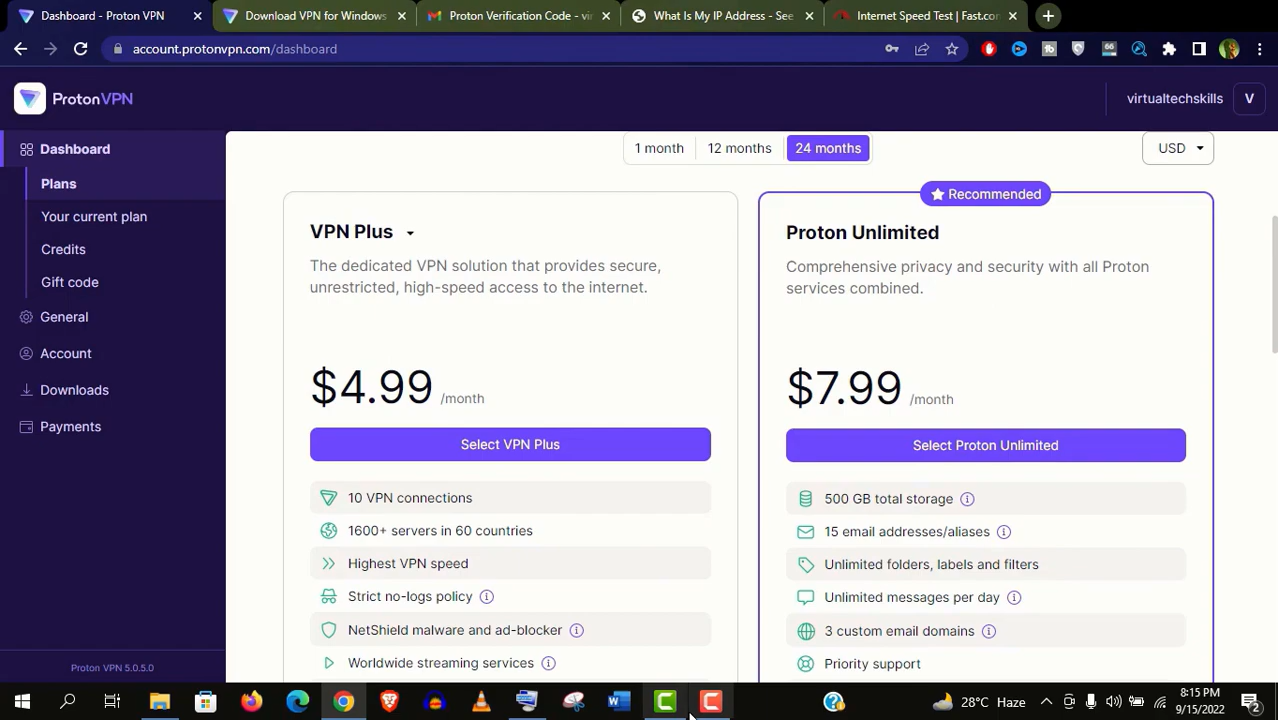 Dashboard - Proton VPN
Download VPN for Windows
Proton Verification Code - vi
What Is My IP Address - See
Internet Speed Test | Fast.co
account.protonvpn.com/dashboard
ProtonVPN
virtualtechskills
V
Dashboard
Plans
Your current plan
Credits
Gift code
General
Account
Downloads
Payments
Proton VPN 5.0.5.0
1 month
12 months
24 months
USD
VPN Plus
The dedicated VPN solution that provides secure,
unrestricted, high-speed access to the internet.
$4.99 /month
Select VPN Plus
10 VPN connections
1600+ servers in 60 countries
Highest VPN speed
Strict no-logs policy
NetShield malware and ad-blocker
Worldwide streaming services
Recommended
Proton Unlimited
Comprehensive privacy and security with all Proton
services combined.
$7.99 /month
Select Proton Unlimited
500 GB total storage
15 email addresses/aliases
Unlimited folders, labels and filters
Unlimited messages per day
3 custom email domains
Priority support
28°C Haze
8:15 PM
9/15/2022
2